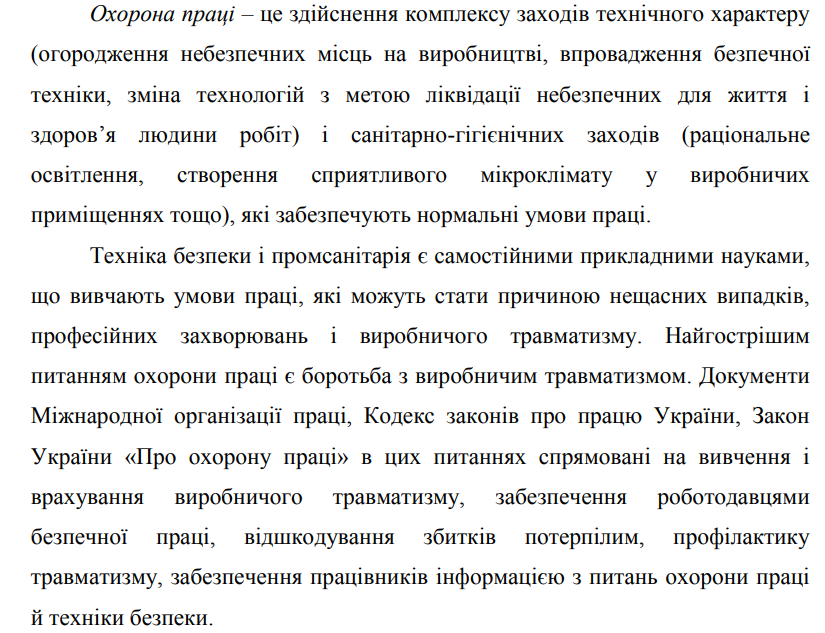 Охорона праці – це здійснення комплексу заходів технічного характеру
(огородження небезпечних місць на виробництві, впровадження безпечної
техніки, зміна технологій з метою ліквідації небезпечних для життя і
здоров’я людини робіт) і санітарно-гігієнічних заходів (раціональне
освітлення, створення сприятливого мікроклімату у виробничих
приміщеннях тощо), які забезпечують нормальні умови праці.
Техніка безпеки і промсанітарія є самостійними прикладними науками,
що вивчають умови праці, які можуть стати причиною нещасних випадків,
професійних захворювань і виробничого травматизму. Найгострішим
питанням охорони праці є боротьба з виробничим травматизмом. Документи
Міжнародної організації праці, Кодекс законів про працю України, Закон
України «Про охорону праці» в цих питаннях спрямовані на вивчення і
врахування виробничого травматизму, забезпечення роботодавцями
безпечної праці, відшкодування збитків потерпілим, профілактику
травматизму, забезпечення працівників інформацією з питань охорони праці
й техніки безпеки.